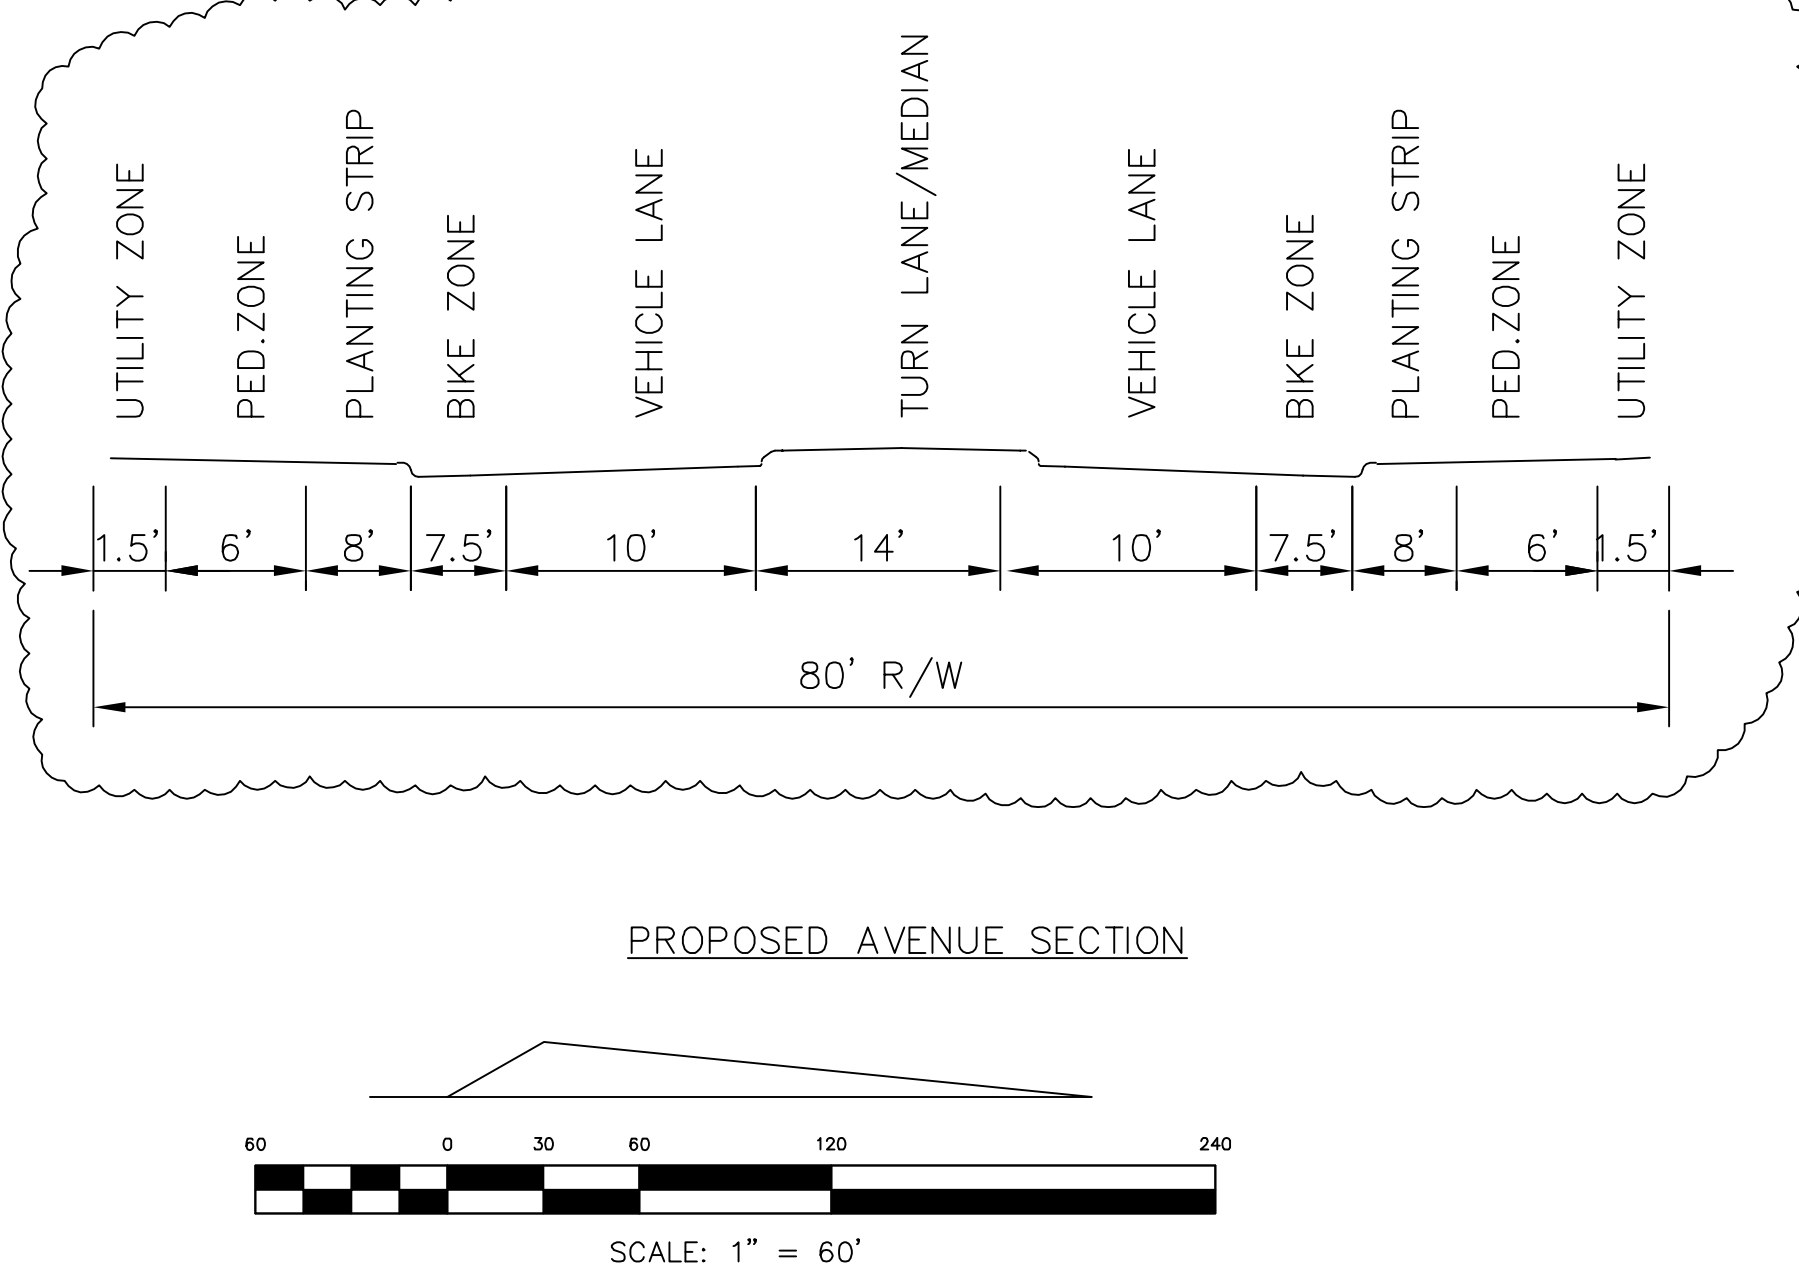 UTILITY ZONE
PED.ZONE
PLANTING STRIP
BIKE ZONE
VEHICLE LANE
TURN LANE/MEDIAN
VEHICLE LANE
BIKE ZONE
PLANTING STRIP
PED.ZONE
UTILITY ZONE
1.5' 6' 8' 7.5' 10' 14' 10' 7.5' 8' 6' 1.5'
80' R/W
PROPOSED AVENUE SECTION
60 0 30 60 120 240
SCALE: 1" = 60'